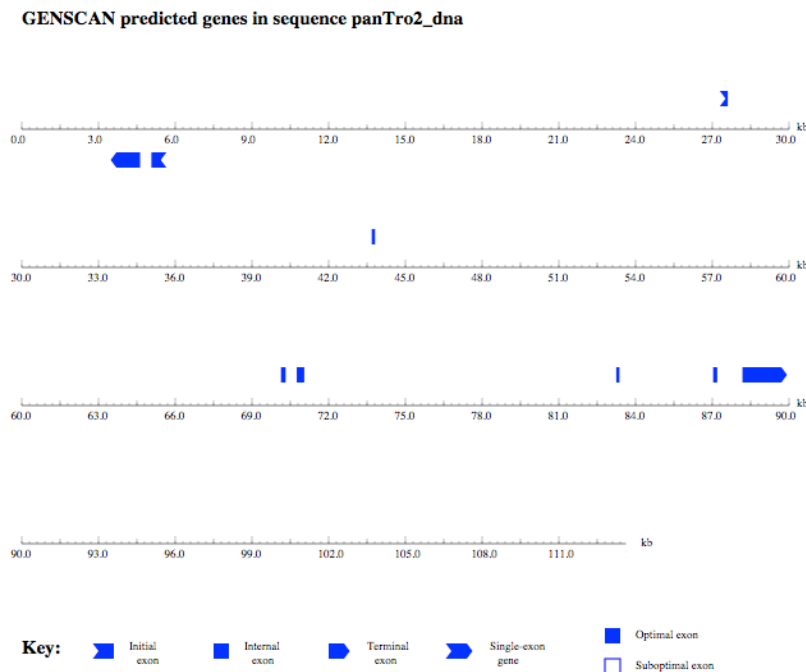 GENSCAN predicted genes in sequence panTro2_dna
kb
0.0 3.0 6.0 9.0 12.0 15.0 18.0 21.0 24.0 27.0 30.0
kb
30.0 33.0 36.0 39.0 42.0 45.0 48.0 51.0 54.0 57.0 60.0
kb
60.0 63.0 66.0 69.0 72.0 75.0 78.0 81.0 84.0 87.0 90.0
kb
90.0 93.0 96.0 99.0 102.0 105.0 108.0 111.0
Key:
Initial
exon
Internal
exon
Terminal
exon
Single-exon
gene
Optimal exon
Suboptimal exon